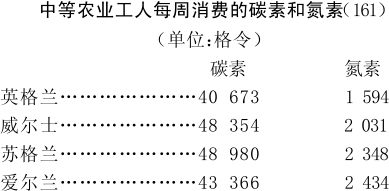 中等农业工人每周消费的碳素和氮素(161)
(单位:格令)
碳素 氮素
英格兰…………………40 673 1 594
威尔士…………………48 354 2 031
苏格兰…………………48 980 2 348
爱尔兰…………………43 366 2 434